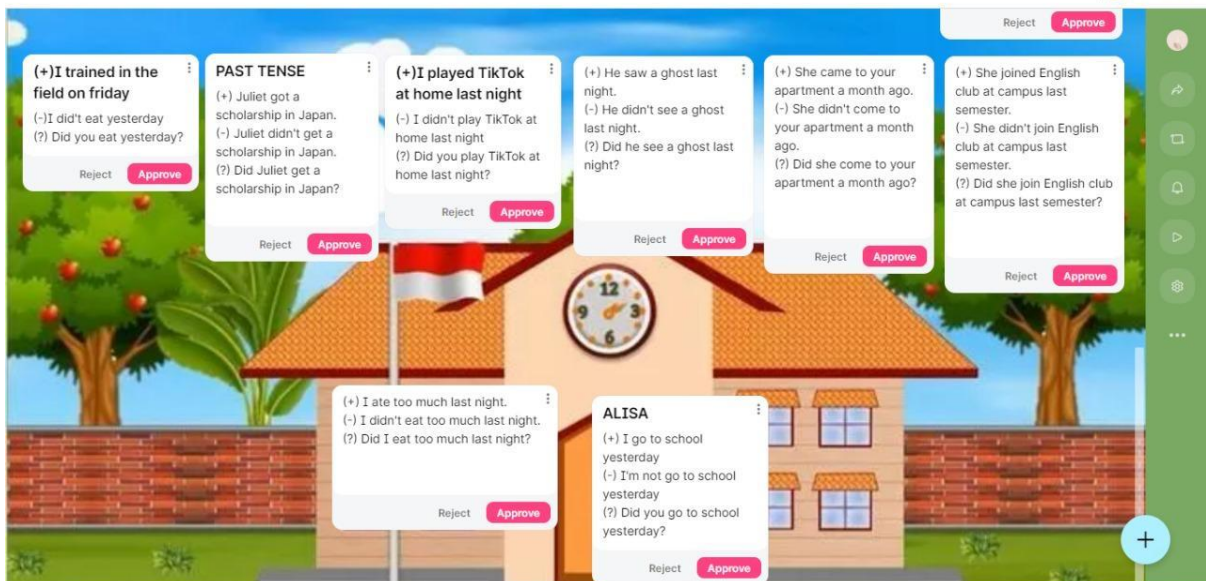 Reject Approve
(+)I trained in the
field on friday
(-)I did't eat yesterday
(?) Did you eat yesterday?
Reject Approve
PAST TENSE
(+) Juliet got a
scholarship in Japan.
(-) Juliet didn't get a
scholarship in Japan.
(?) Did Juliet get a
scholarship in Japan?
Reject Approve
(+)I played TikTok
at home last night
(-) I didn't play TikTok at
home last night
(?) Did you play TikTok at
home last night?
Reject Approve
(+) He saw a ghost last
night.
(-) He didn't see a ghost
last night.
(?) Did he see a ghost last
night?
Reject Approve
(+) She came to your
apartment a month ago.
(-) She didn't come to
your apartment a month
ago.
(?) Did she come to your
apartment a month ago?
Reject Approve
(+) She joined English
club at campus last
semester.
(-) She didn't join English
club at campus last
semester.
(?) Did she join English club
at campus last semester?
Reject Approve
12
9 3
6
(+) I ate too much last night.
(-) I didn't eat too much last night.
(?) Did I eat too much last night?
Reject Approve
ALISA
(+) I go to school
yesterday
(-) I'm not go to school
yesterday
(?) Did you go to school
yesterday?
Reject Approve